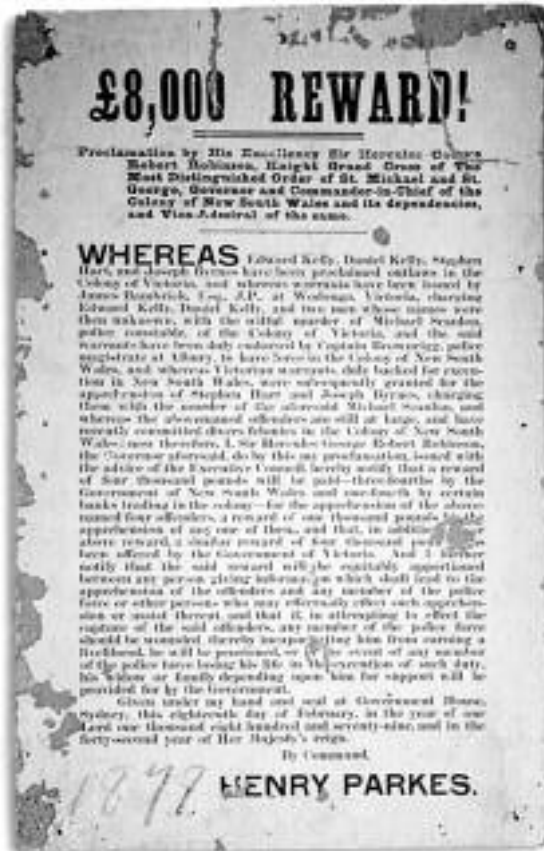 £8,000 REWARD!
Proclamation by His Excellency Sir Hercules George
Robert Robinson, Knight Grand Cross of The
Most Distinguished Order of St. Michael and St.
George, Governor and Commander-in-Chief of the
Colony of New South Wales and its dependencies,
and Vice-Admiral of the same.
WHEREAS Edward Kelly, Daniel Kelly, Stephen
Hart, and Joseph Byrnes have been proclaimed outlaws in the
Colony of Victoria, and whereas warrants have been issued by
James Bambrick, Esq., J.P., at Wodonga, Victoria, charging
Edward Kelly, Daniel Kelly, and two men whose names were
then unknown, with the wilful murder of Michael Scanlon,
police constable, of the Colony of Victoria, and the said
warrants have been duly endorsed by Captain Brownrigg, police
magistrate at Albury, to have force in the Colony of New South
Wales, and whereas Victorian warrants, duly backed for execu-
tion in New South Wales, were subsequently granted for the
apprehension of Stephen Hart and Joseph Byrnes, charging
them with the murder of the aforesaid Michael Scanlon, and
whereas the abovenamed offenders are still at large, and have
recently committed divers felonies in the Colony of New South
Wales; now therefore, I, Sir Hercules George Robert Robinson,
the Governor aforesaid, do by this my proclamation, issued with
the advice of the Executive Council, hereby notify that a reward
of four thousand pounds will be paid—three-fourths by the
Government of New South Wales and one-fourth by certain
banks trading in the colony—for the apprehension of the above-
named four offenders, a reward of one thousand pounds the
apprehension of any one of them, and that, in addition
above reward, a similar reward of four thousand
been offered by the Government of Victoria. And I further
notify that the said reward will be equitably apportioned
between any person giving information which shall lead to the
apprehension of the offenders and any member of the police
force or other persons who may effectually effect such apprehen-
sion or assist thereat, and that if, in attempting to effect the
capture of the said offenders, any member of the police force
should be wounded, thereby incapacitating him from earning a
livelihood, he will be pensioned, or the event of any member
of the police force losing his life in the execution of such duty,
his widow or family depending upon him for support will be
provided for by the Government.
Given under my hand and seal at Government House,
Sydney, this eighteenth day of February, in the year of our
Lord one thousand eight hundred and seventy-nine, and in the
forty-second year of Her Majesty's reign.
By Command,
HENRY PARKES.